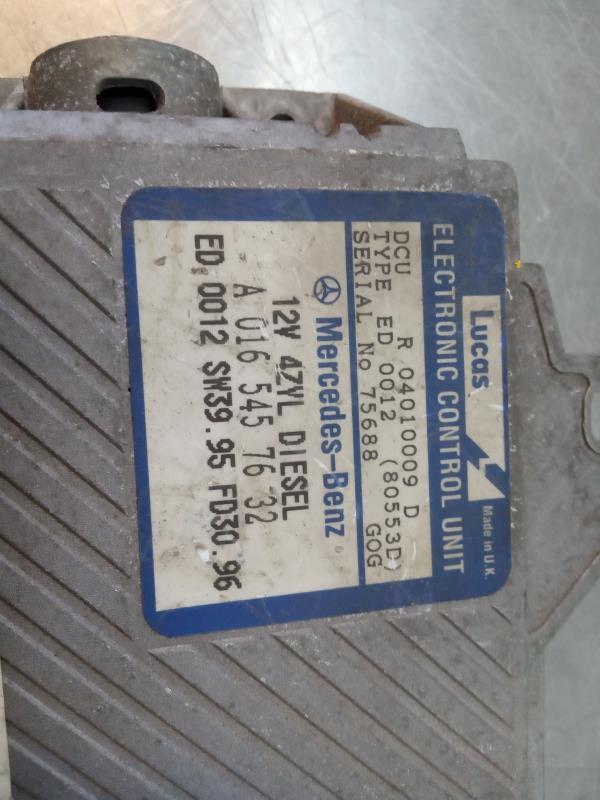 Lucas
Made in U.K.
ELECTRONIC CONTROL UNIT
R 04010009 D
DCU
TYPE ED 0012 (80553D)
SERIAL No 75688 GOG
Mercedes-Benz
12V 4ZYL DIESEL
A 016 545 76 32
ED 0012 SW39.95 FD30.96